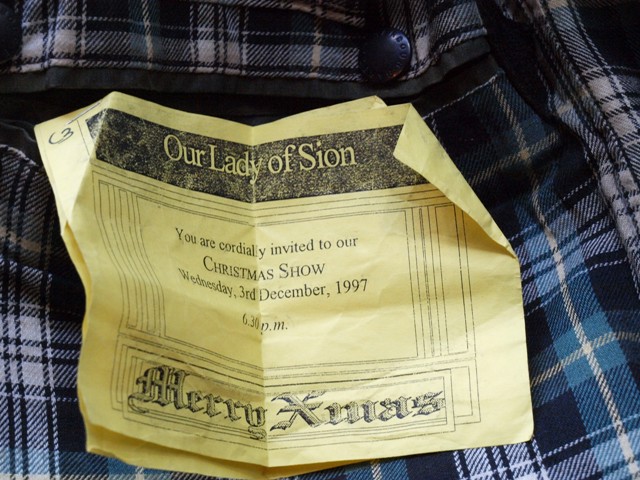 Our Lady of Sion
You are cordially invited to our
CHRISTMAS SHOW
Wednesday, 3rd December, 1997
6.30 p.m.
Merry Xmas